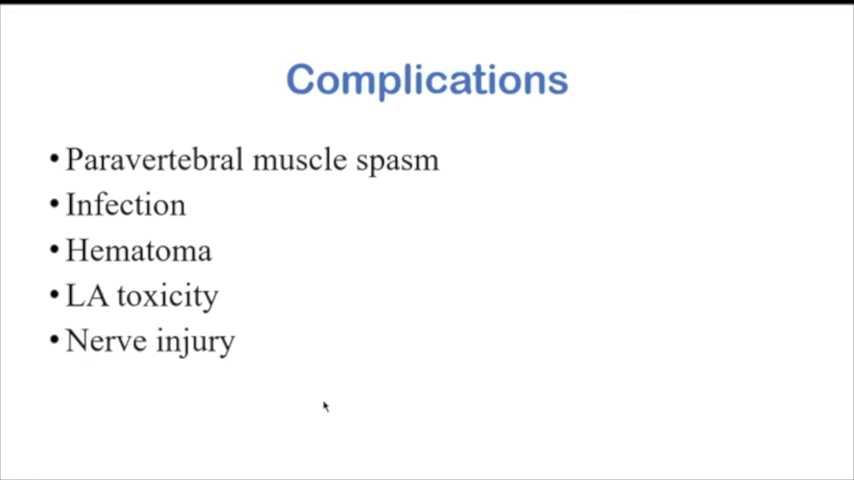 Complications
• Paravertebral muscle spasm
• Infection
• Hematoma
• LA toxicity
• Nerve injury